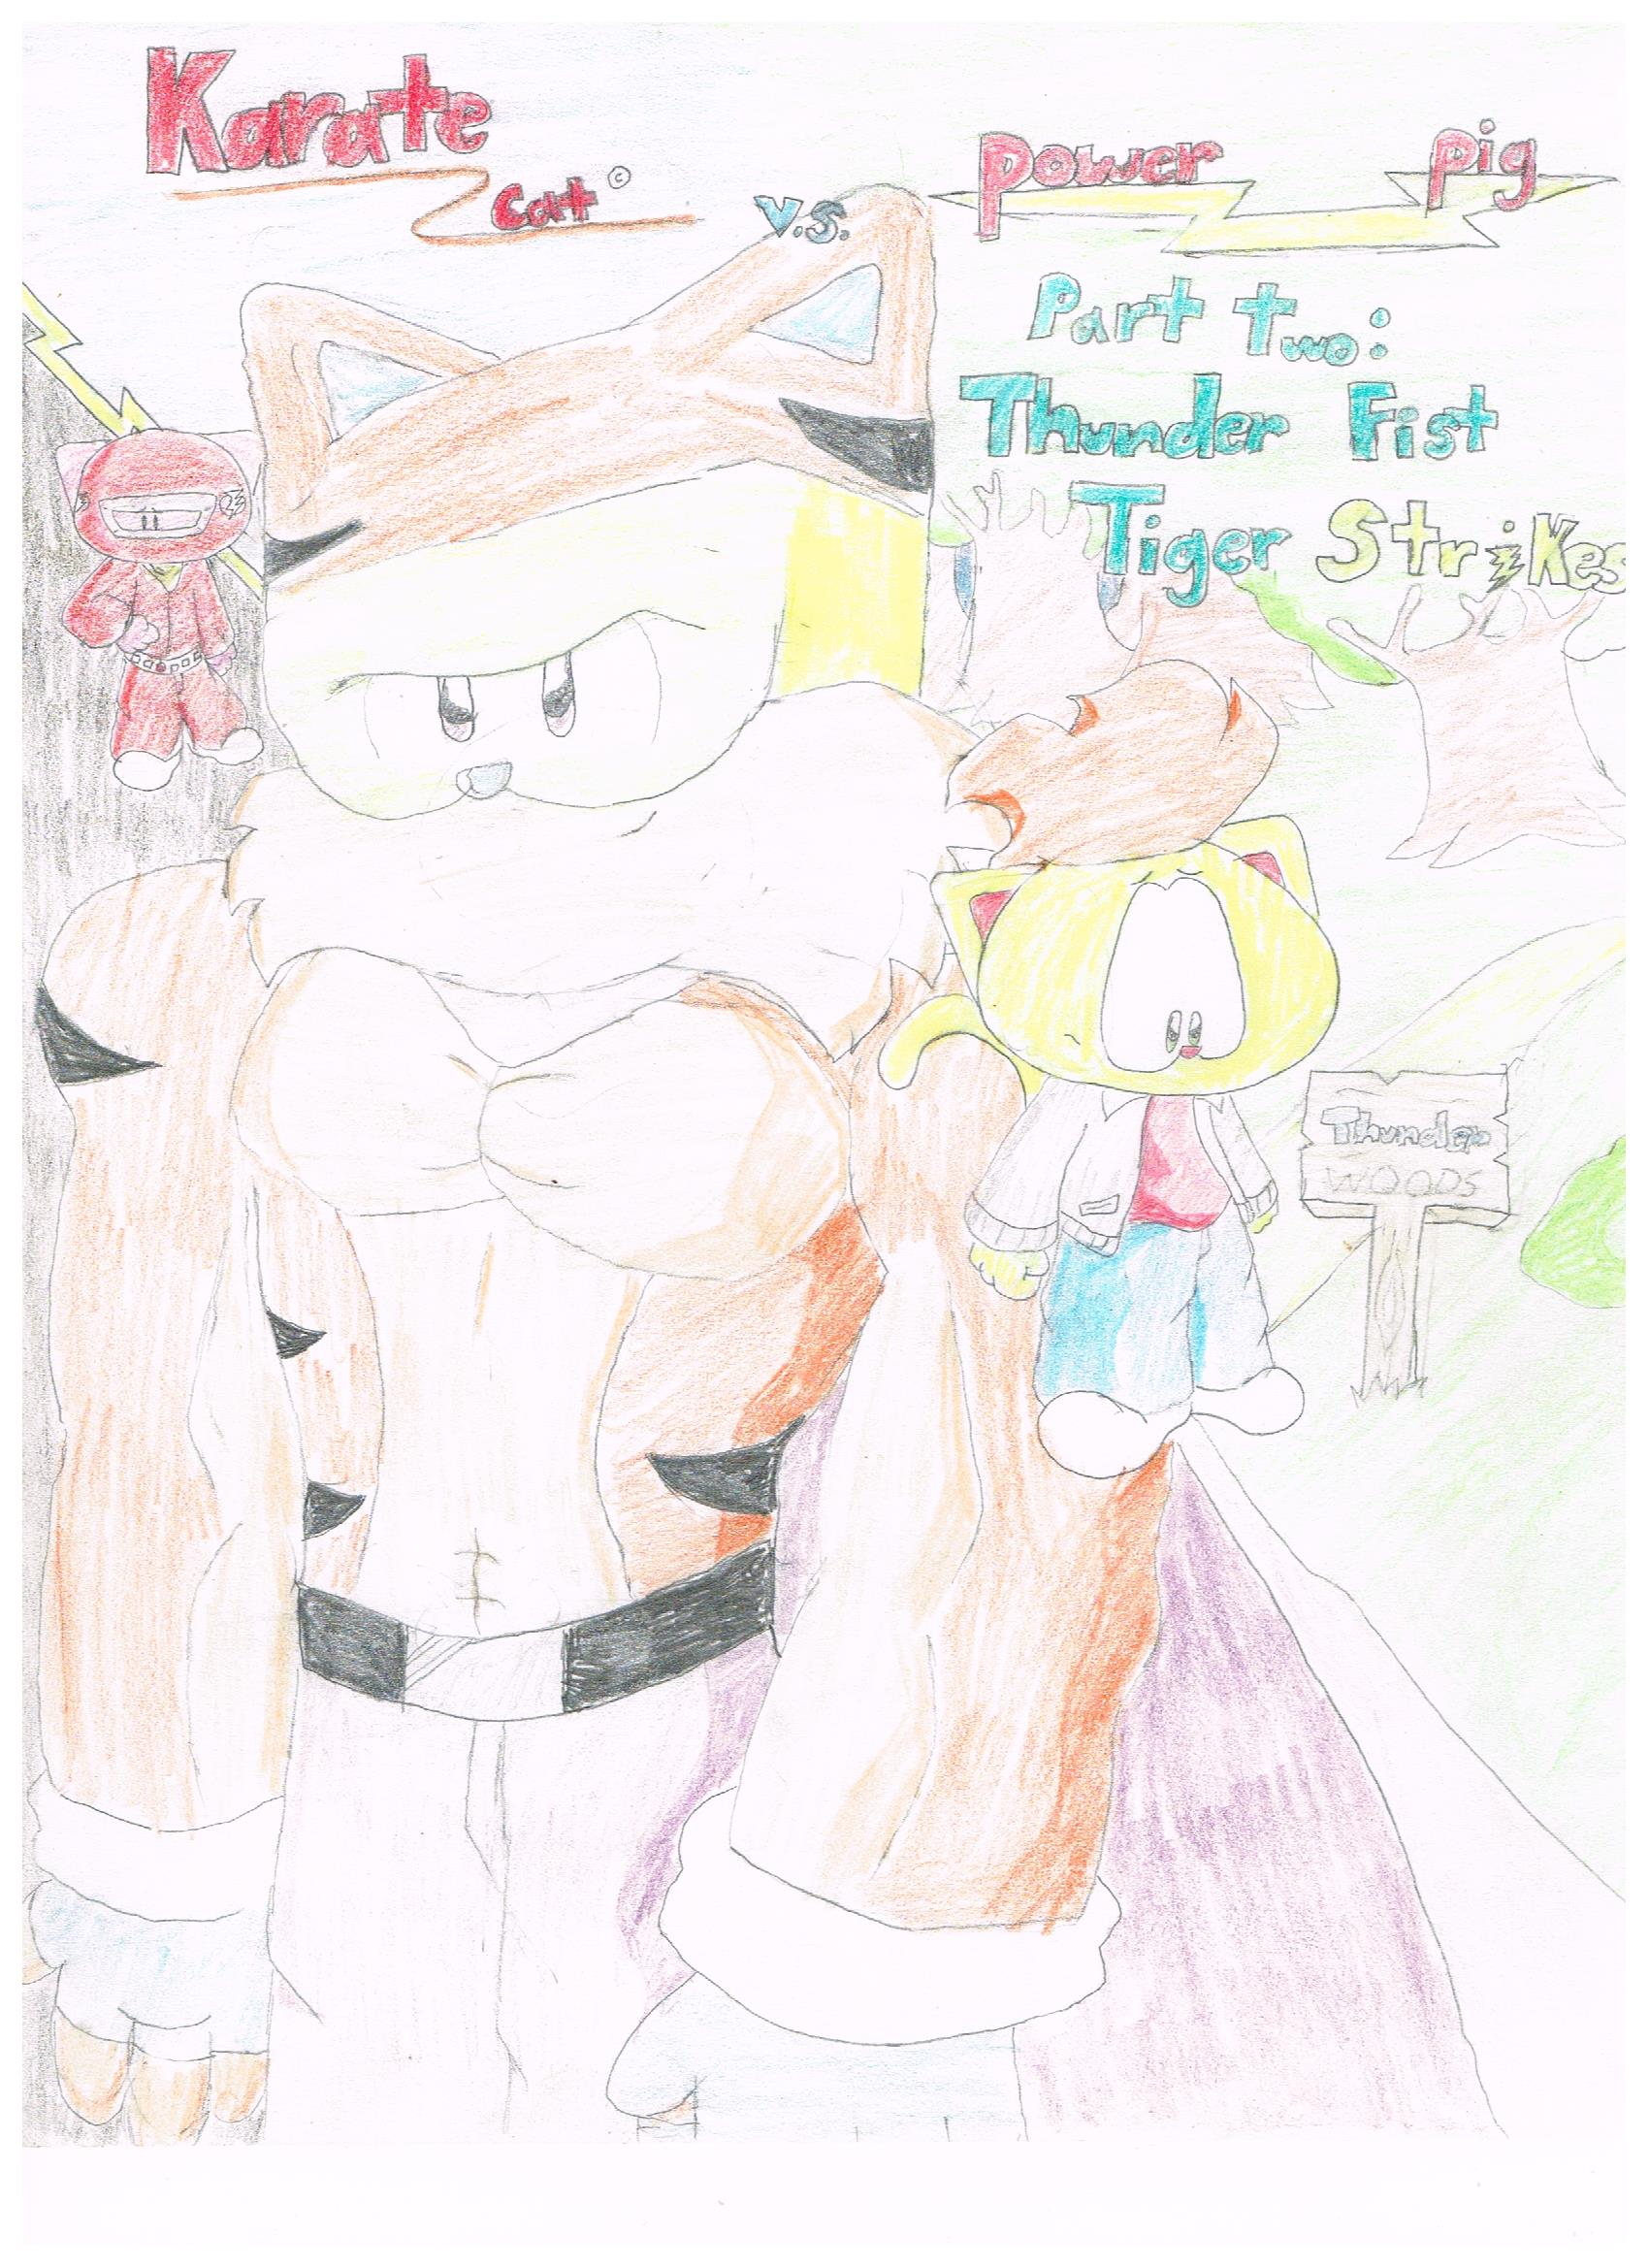 Karate
Cat ©
v.s.
power pig
Part Two:
Thunder Fist
Tiger Strikes
Thunder
WOODS